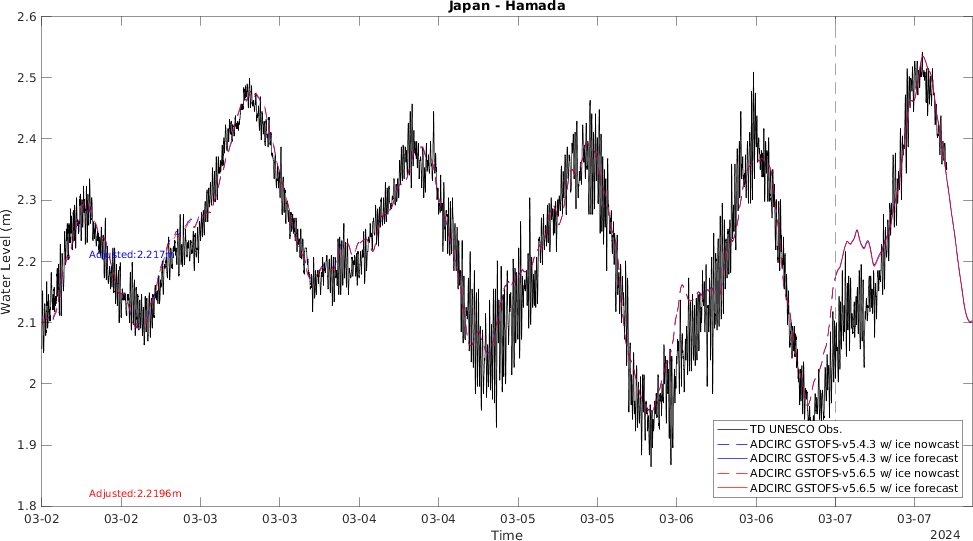 Japan - Hamada
2.6
2.5
2.4
2.3
2.2
2.1
2
1.9
1.8
Water Level (m)
Adjusted:2.217m
Adjusted:2.2196m
TD UNESCO Obs.
ADCIRC GSTOFS-v5.4.3 w/ ice nowcast
ADCIRC GSTOFS-v5.4.3 w/ ice forecast
ADCIRC GSTOFS-v5.6.5 w/ ice nowcast
ADCIRC GSTOFS-v5.6.5 w/ ice forecast
03-02 03-02 03-03 03-03 03-04 03-04 03-05 03-05 03-06 03-06 03-07 03-07
Time
2024